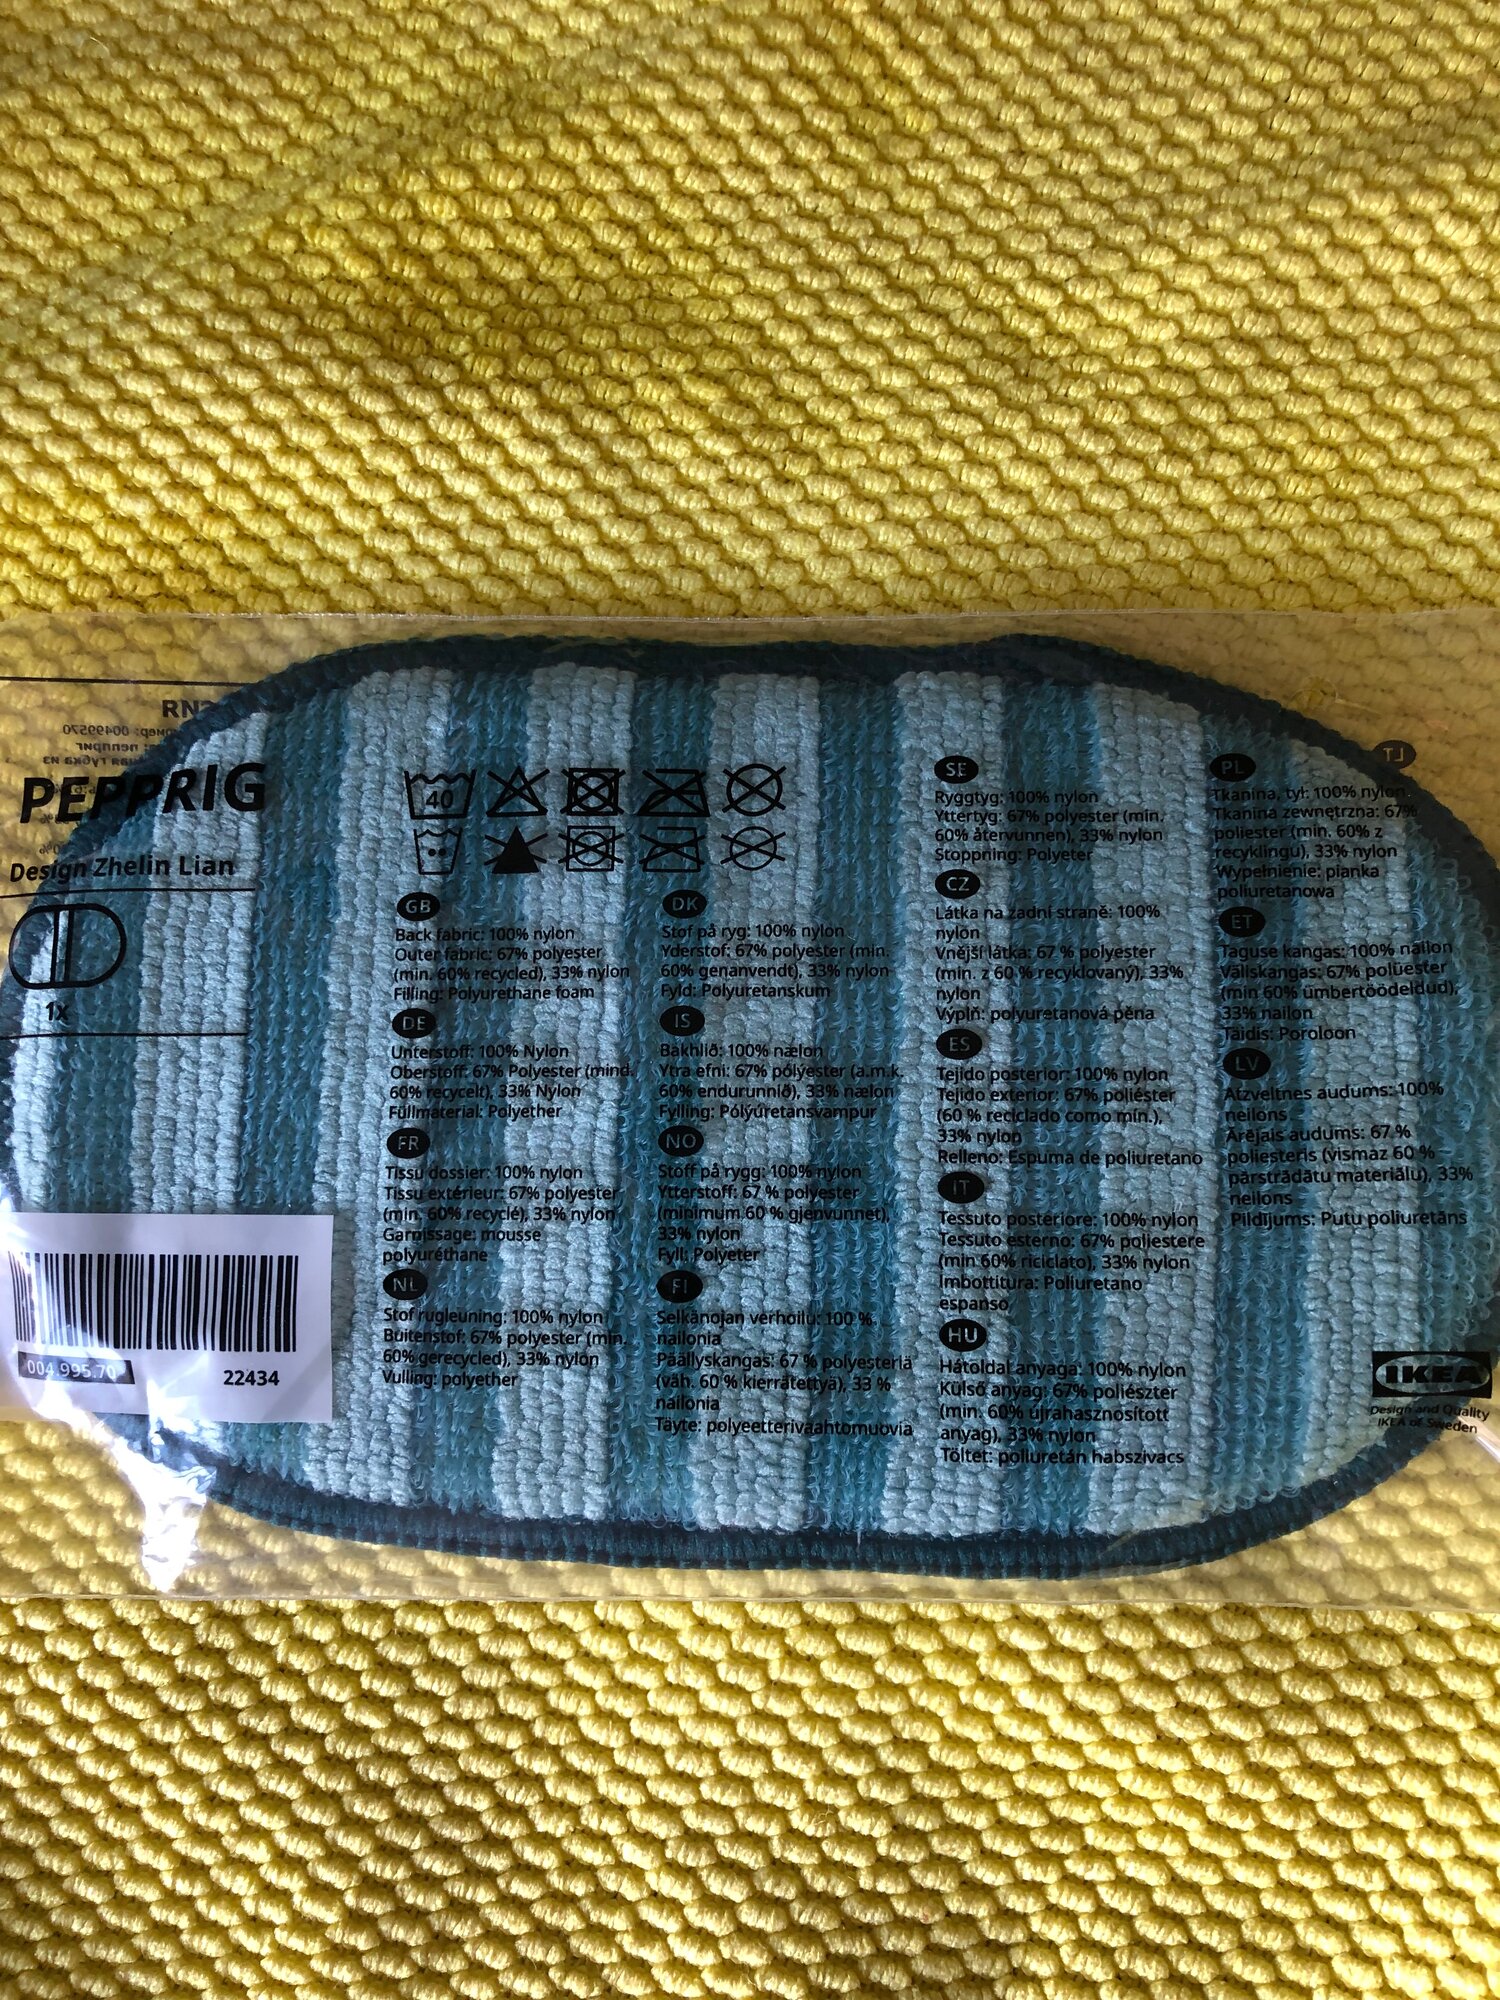 PEPPRIG
Design Zhelin Lian
1x
004.995.70
22434
40
GB
Back fabric: 100% nylon
Outer fabric: 67% polyester
(min. 60% recycled), 33% nylon
Filling: Polyurethane foam
DE
Unterstoff: 100% Nylon
Oberstoff: 67% Polyester (mind.
60% recycelt), 33% Nylon
Füllmaterial: Polyether
FR
Tissu dossier: 100% nylon
Tissu extérieur: 67% polyester
(min. 60% recyclé), 33% nylon
Garnissage: mousse
polyuréthane
NL
Stof rugleuning: 100% nylon
Buitenstof: 67% polyester (min.
60% gerecycled), 33% nylon
Vulling: polyether
DK
Stof på ryg: 100% nylon
Yderstof: 67% polyester (min.
60% genanvendt), 33% nylon
Fyld: Polyuretanskum
IS
Bakhlið: 100% nælon
Ytra efni: 67% pólýester (a.m.k.
60% endurunnið), 33% nælon
Fylling: Pólýúretansvampur
NO
Stoff på rygg: 100% nylon
Ytterstoff: 67 % polyester
(minimum 60 % gjenvunnet),
33% nylon
Fyll: Polyeter
FI
Selkänojan verhoilu: 100 %
nailonia
Päällyskangas: 67 % polyesteriä
(väh. 60 % kierrätettyä), 33 %
nailonia
Täyte: polyeetterivaahtomuovia
SE
Ryggtyg: 100% nylon
Yttertyg: 67% polyester (min.
60% återvunnen), 33% nylon
Stoppning: Polyeter
CZ
Látka na zadní straně: 100%
nylon
Vnější látka: 67 % polyester
(min. z 60 % recyklovaný), 33%
nylon
Výplň: polyuretanová pěna
ES
Tejido posterior: 100% nylon
Tejido exterior: 67% poliéster
(60 % reciclado como mín.),
33% nylon
Relleno: Espuma de poliuretano
IT
Tessuto posteriore: 100% nylon
Tessuto esterno: 67% poliestere
(min 60% riciclato), 33% nylon
Imbottitura: Poliuretano
espanso
HU
Hátoldal anyaga: 100% nylon
Külső anyag: 67% poliészter
(min. 60% újrahasznosított
anyag), 33% nylon
Töltet: poliuretán habszivacs
PL
Tkanina, tył: 100% nylon
Tkanina zewnętrzna: 67%
poliester (min. 60% z
recyklingu), 33% nylon
Wypełnienie: pianka
poliuretanowa
ET
Taguse kangas: 100% nailon
Väliskangas: 67% polüester
(min 60% ümbertöödeldud),
33% nailon
Täidis: Poroloon
LV
Atzveltnes audums: 100%
neilons
Ārējais audums: 67 %
poliesteris (vismaz 60 %
pārstrādātu materiālu), 33%
neilons
Pildījums: Putu poliuretāns
LT
IKEA
Design and Quality
IKEA of Sweden